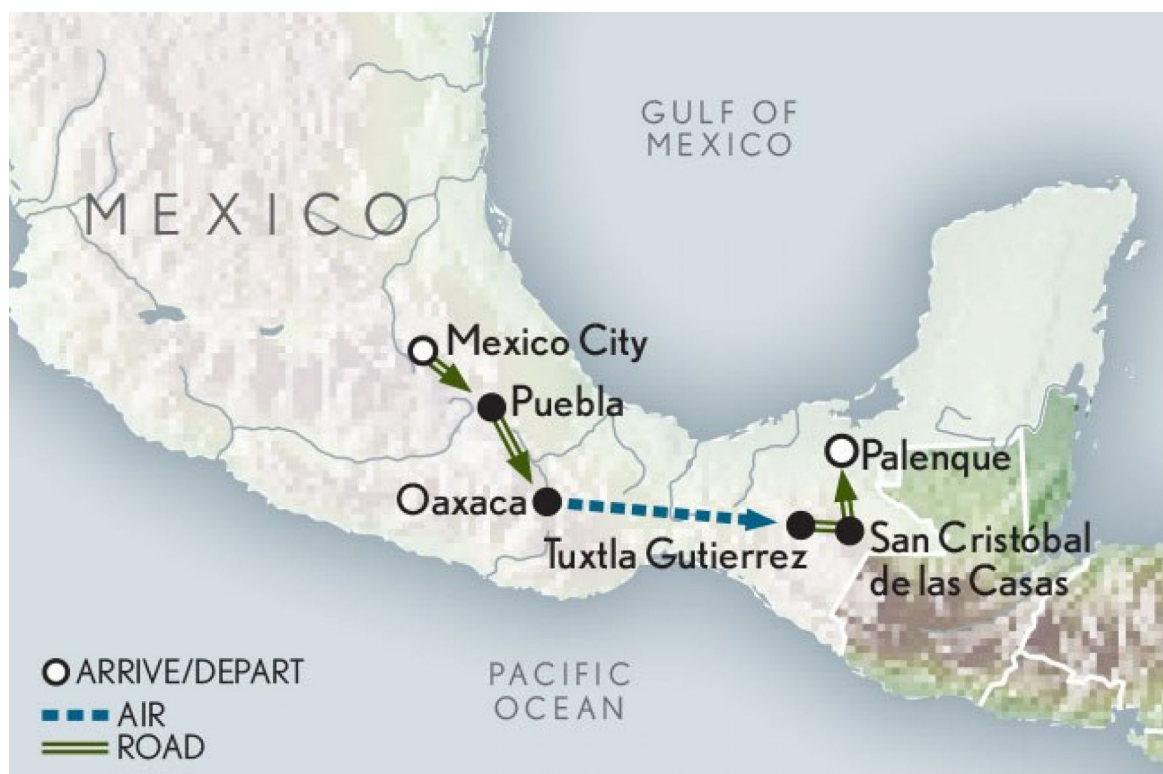 GULF OF
MEXICO
MEXICO
Mexico City
Puebla
Palenque
Oaxaca
Tuxtla Gutierrez
San Cristóbal
de las Casas
PACIFIC
OCEAN
ARRIVE/DEPART
AIR
ROAD